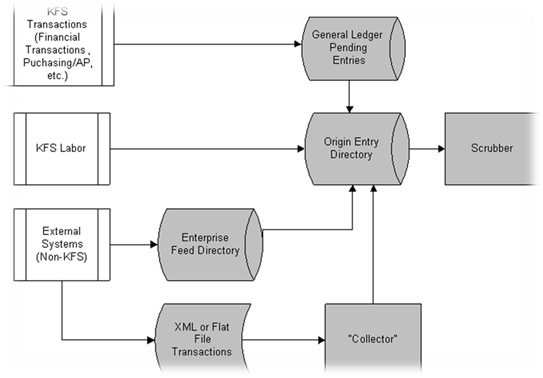 KFS
Transactions
(Financial
Transactions ,
Puchasing/AP,
etc.)
General Ledger
Pending
Entries
KFS Labor
Origin Entry
Directory
Scrubber
External
Systems
(Non-KFS)
Enterprise
Feed Directory
XML or Flat
File
Transactions
"Collector"